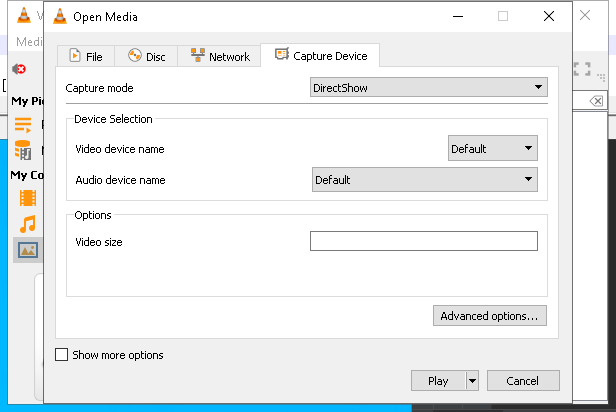 Open Media
Medi
File
Disc
Network
Capture Device
Capture mode
DirectShow
My Pi
Device Selection
Video device name
Default
Audio device name
Default
My Co
Options
Video size
Advanced options...
Show more options
Play
Cancel